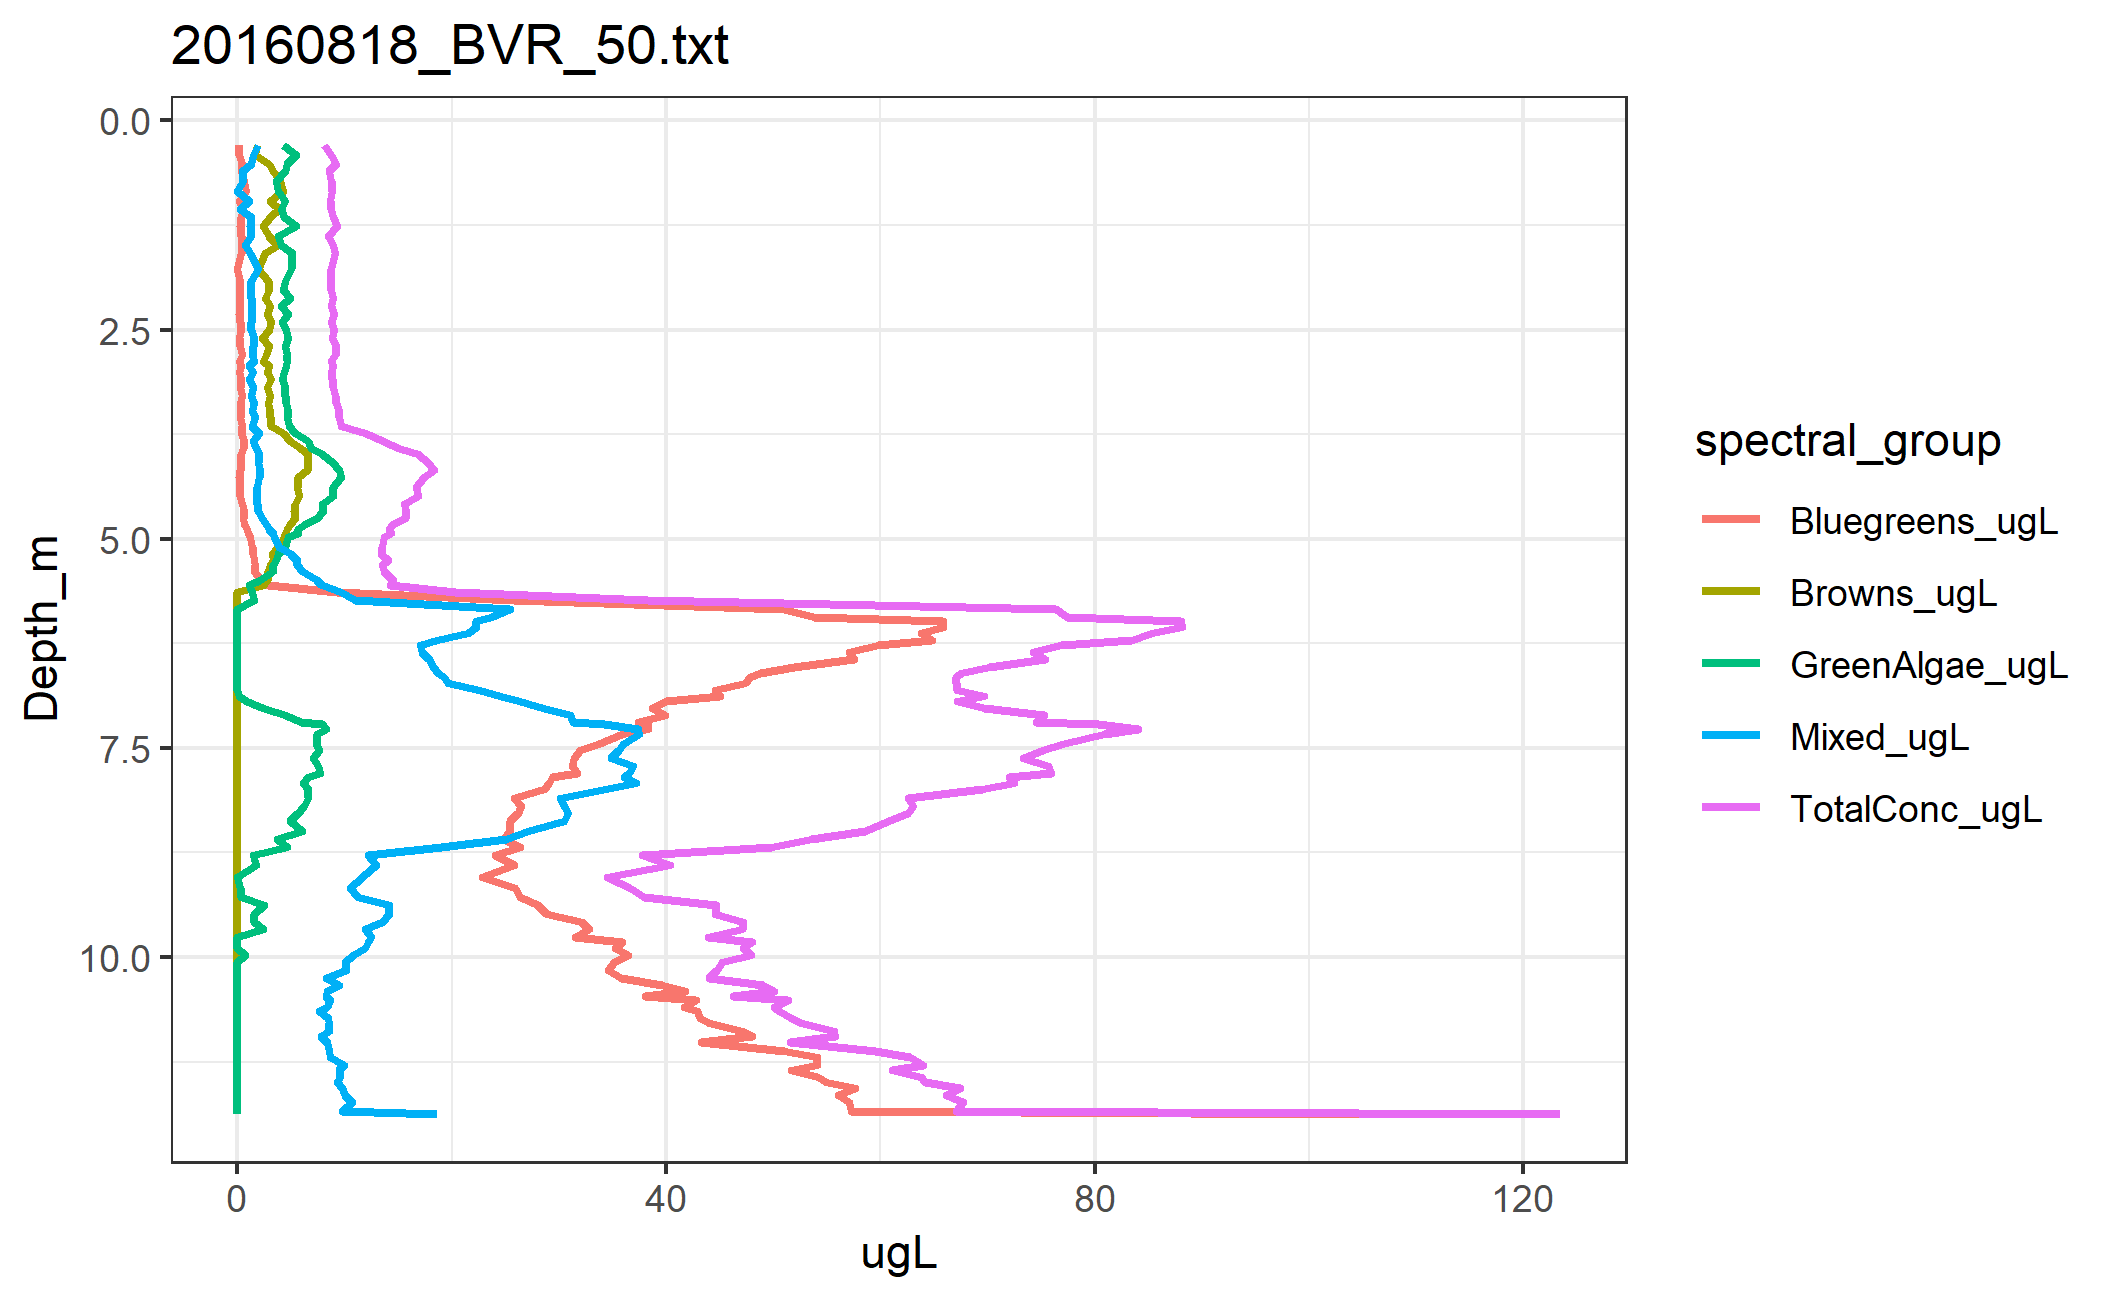 20160818_BVR_50.txt
0.0
2.5
5.0
7.5
10.0
Depth_m
0 40 80 120
ugL
spectral_group
Bluegreens_ugL
Browns_ugL
GreenAlgae_ugL
Mixed_ugL
TotalConc_ugL